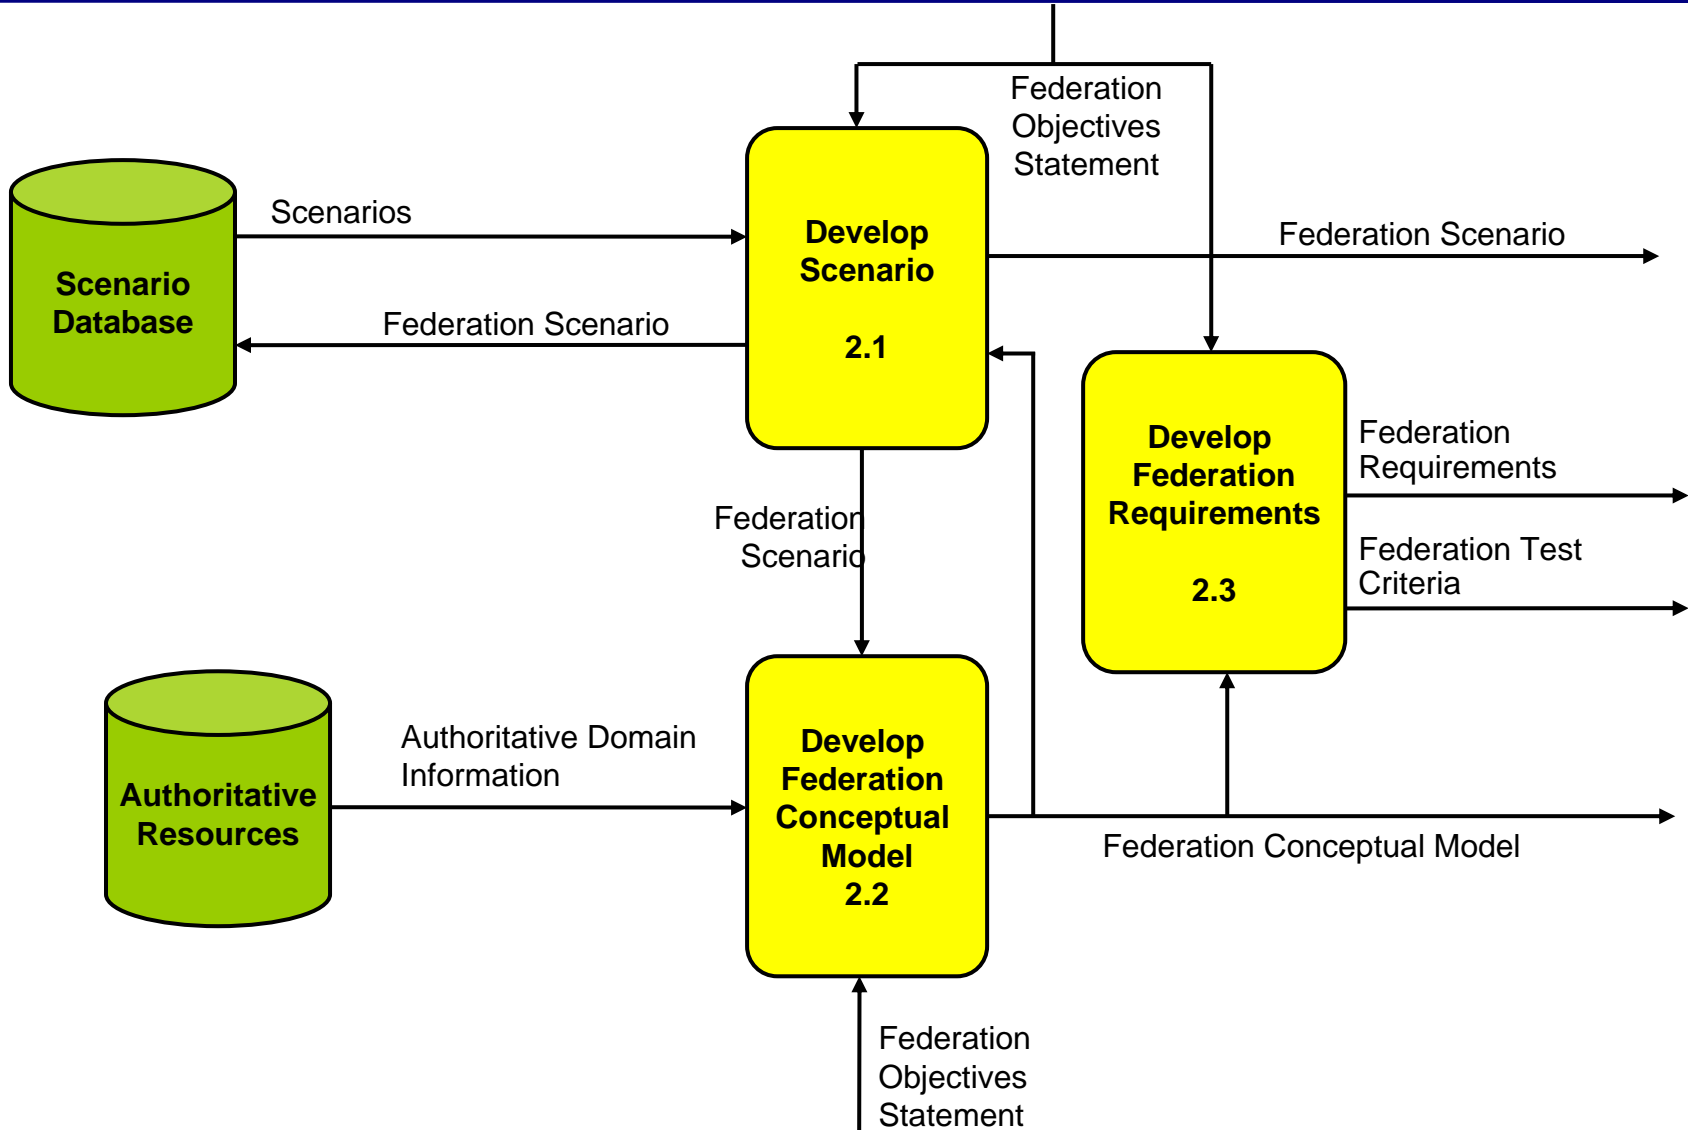 Federation
Objectives
Statement
Scenarios
Federation Scenario
Develop
Scenario
2.1
Federation Scenario
Scenario
Database
Federation Scenario
Develop
Federation
Requirements
2.3
Federation
Requirements
Federation Test
Criteria
Federation
Scenario
Authoritative Domain
Information
Authoritative
Resources
Develop
Federation
Conceptual
Model
2.2
Federation Conceptual Model
Federation
Objectives
Statement